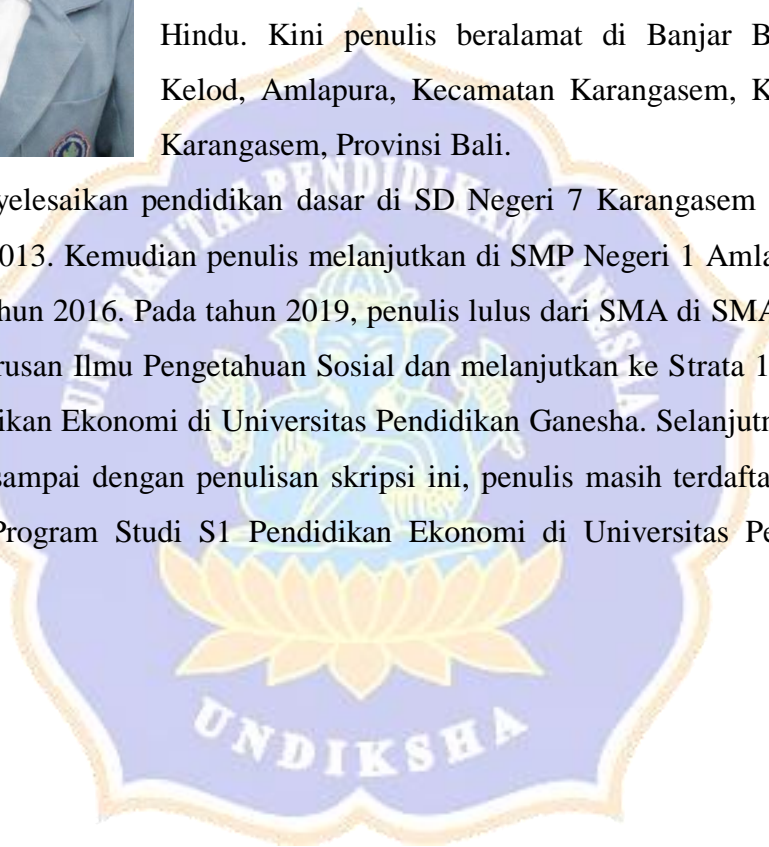 Hindu. Kini penulis beralamat di Banjar B
Kelod, Amlapura, Kecamatan Karangasem, K
Karangasem, Provinsi Bali.
yelesaikan pendidikan dasar di SD Negeri 7 Karangasem
013. Kemudian penulis melanjutkan di SMP Negeri 1 Amla
hun 2016. Pada tahun 2019, penulis lulus dari SMA di SMA
rusan Ilmu Pengetahuan Sosial dan melanjutkan ke Strata 1
ikan Ekonomi di Universitas Pendidikan Ganesha. Selanjutn
sampai dengan penulisan skripsi ini, penulis masih terdafta
Program Studi S1 Pendidikan Ekonomi di Universitas Pe
UNIVERSITAS PENDIDIKAN GANESHA
UNDIKSHA